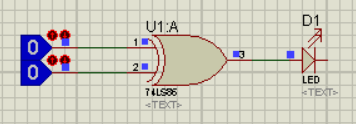 U1:A
D1
0
1
0
2
3
74LS86
<TEXT>
LED
<TEXT>